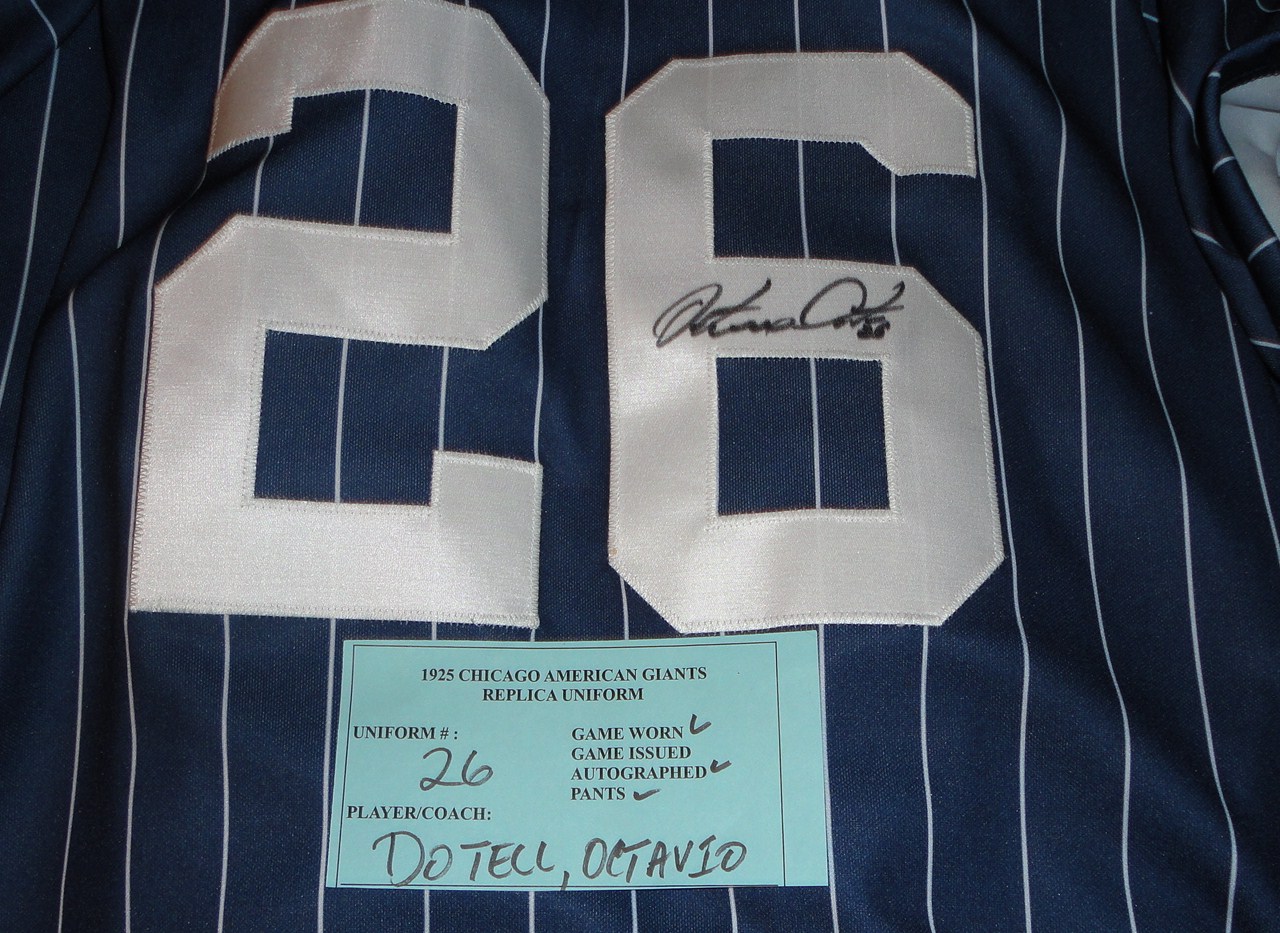 26
1925 CHICAGO AMERICAN GIANTS
REPLICA UNIFORM
UNIFORM # :
26
GAME WORN ✓
GAME ISSUED
AUTOGRAPHED ✓
PANTS ✓
PLAYER/COACH:
DOTELL, OCTAVIO